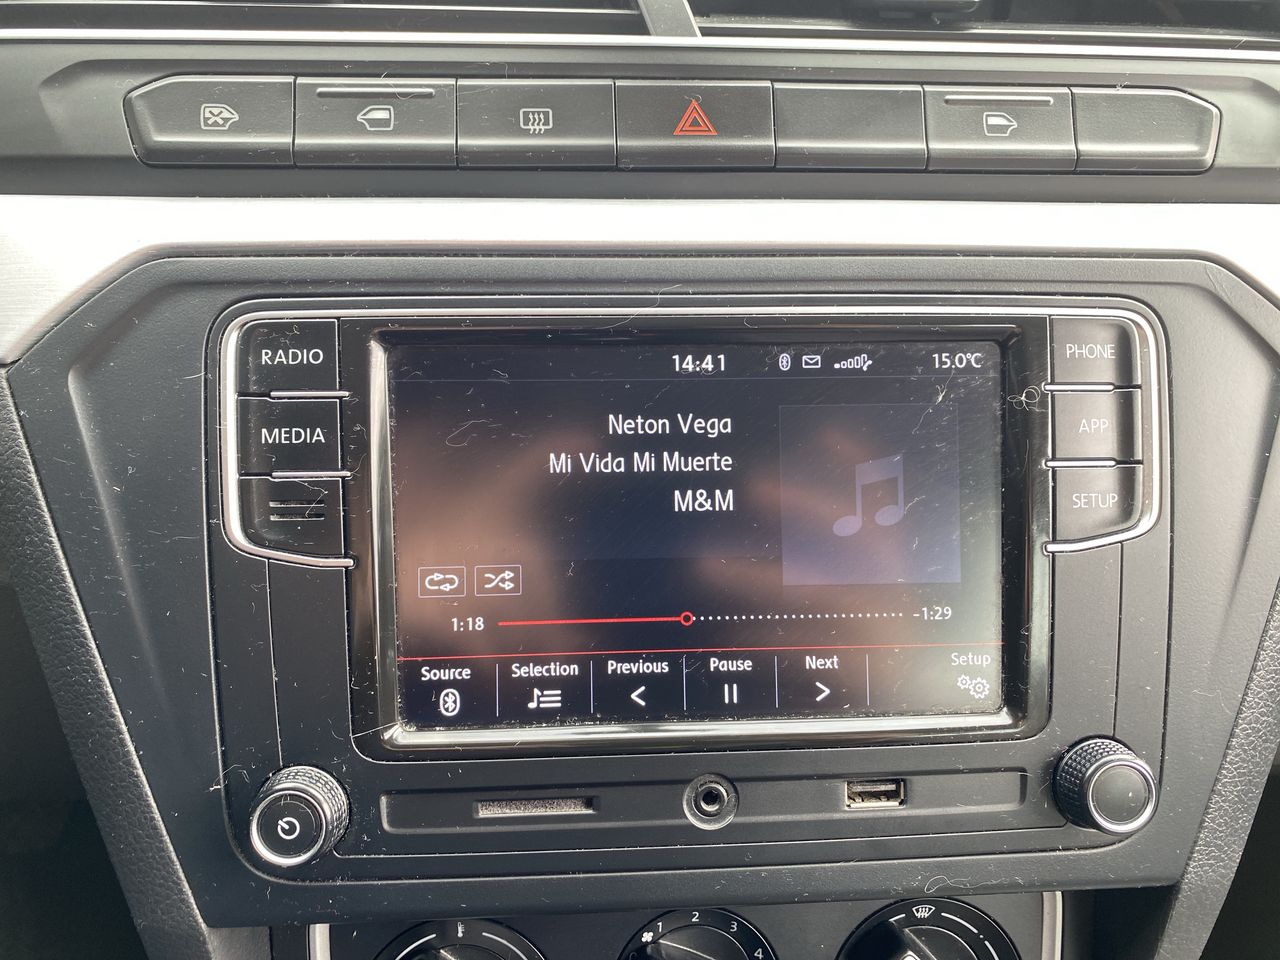 RADIO
MEDIA
PHONE
APP
SETUP
14:41
15.0°C
Neton Vega
Mi Vida Mi Muerte
M&M
1:18
-1:29
Source
Selection
Previous
Pause
Next
Setup
1
2
3
4